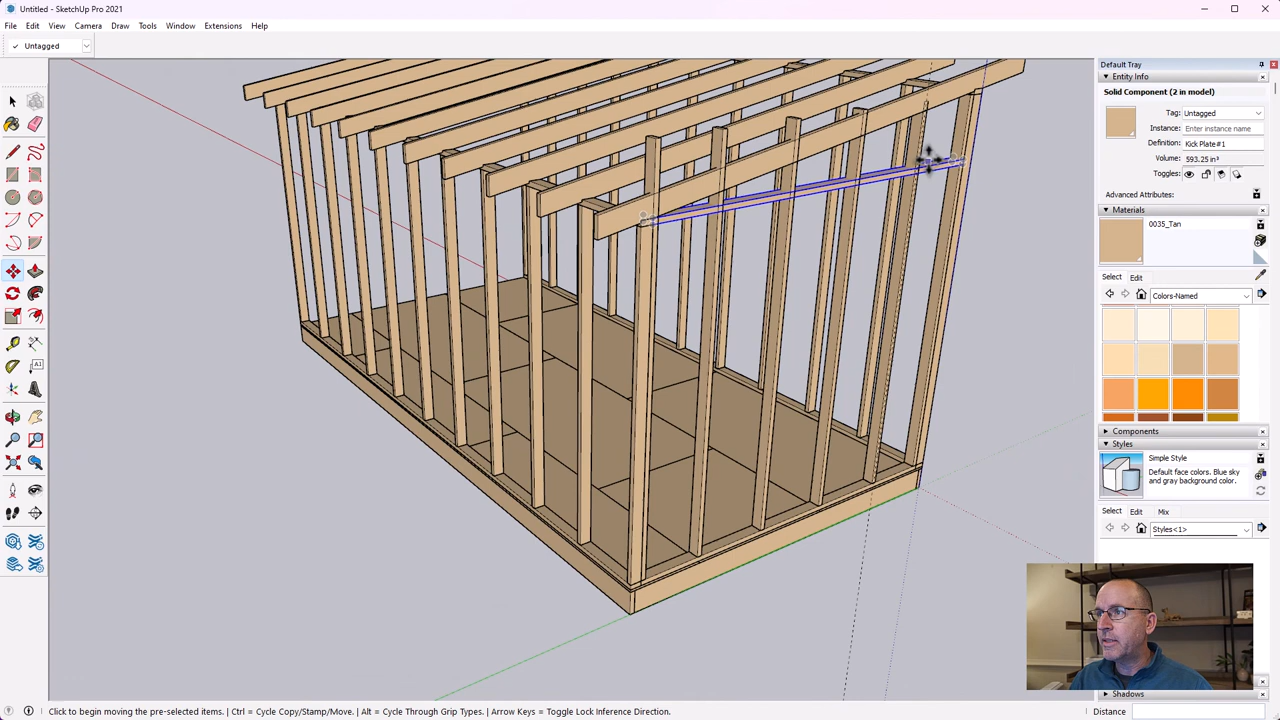 Untitled - SketchUp Pro 2021
File Edit View Camera Draw Tools Window Extensions Help
✓ Untagged
Default Tray
Entity Info
Solid Component (2 in model)
Tag: Untagged
Instance: Enter instance name
Definition: Kick Plate#1
Volume: 593.25 in³
Toggles:
Advanced Attributes:
Materials
0035_Tan
Select Edit
Colors-Named
Components
Styles
Simple Style
Default face colors. Blue sky
and gray background color.
Select Edit Mix
Styles<1>
Shadows
Click to begin moving the pre-selected items. | Ctrl = Cycle Copy/Stamp/Move. | Alt = Cycle Through Grip Types. | Arrow Keys = Toggle Lock Inference Direction.
Distance